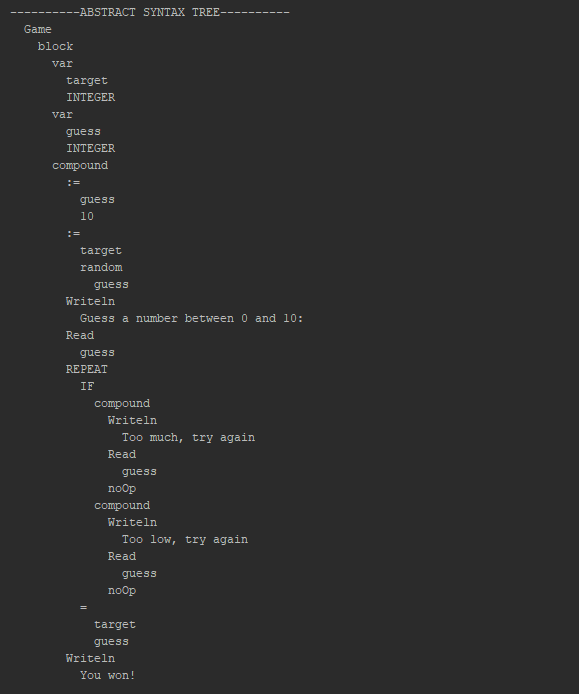 ----------ABSTRACT SYNTAX TREE----------
Game
block
var
target
INTEGER
var
guess
INTEGER
compound
:=
guess
10
:=
target
random
guess
Writeln
Guess a number between 0 and 10:
Read
guess
REPEAT
IF
compound
Writeln
Too much, try again
Read
guess
noOp
compound
Writeln
Too low, try again
Read
guess
noOp
=
target
guess
Writeln
You won!